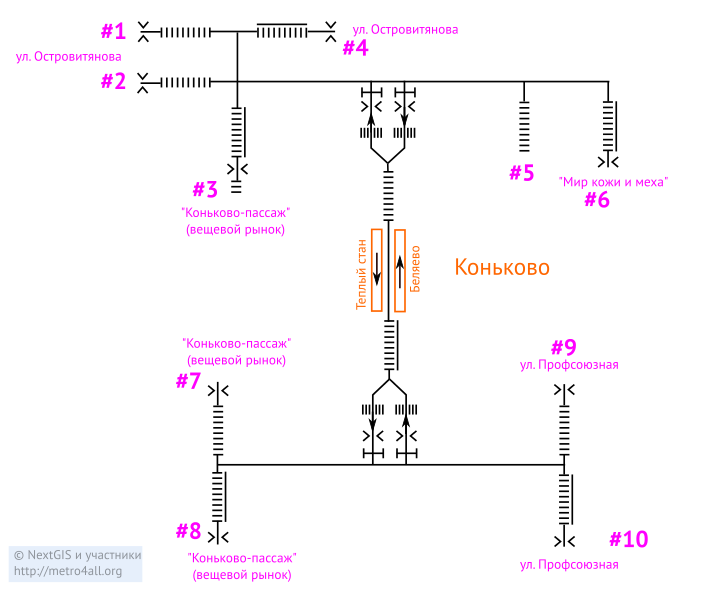 #1
ул. Островитянова
#4
ул. Островитянова
#2
#3
"Коньково-пассаж"
(вещевой рынок)
#5
"Мир кожи и меха"
#6
Теплый стан
Беляево
Коньково
"Коньково-пассаж"
(вещевой рынок)
#7
#9
ул. Профсоюзная
#8
"Коньково-пассаж"
(вещевой рынок)
#10
ул. Профсоюзная
© NextGIS и участники
http://metro4all.org